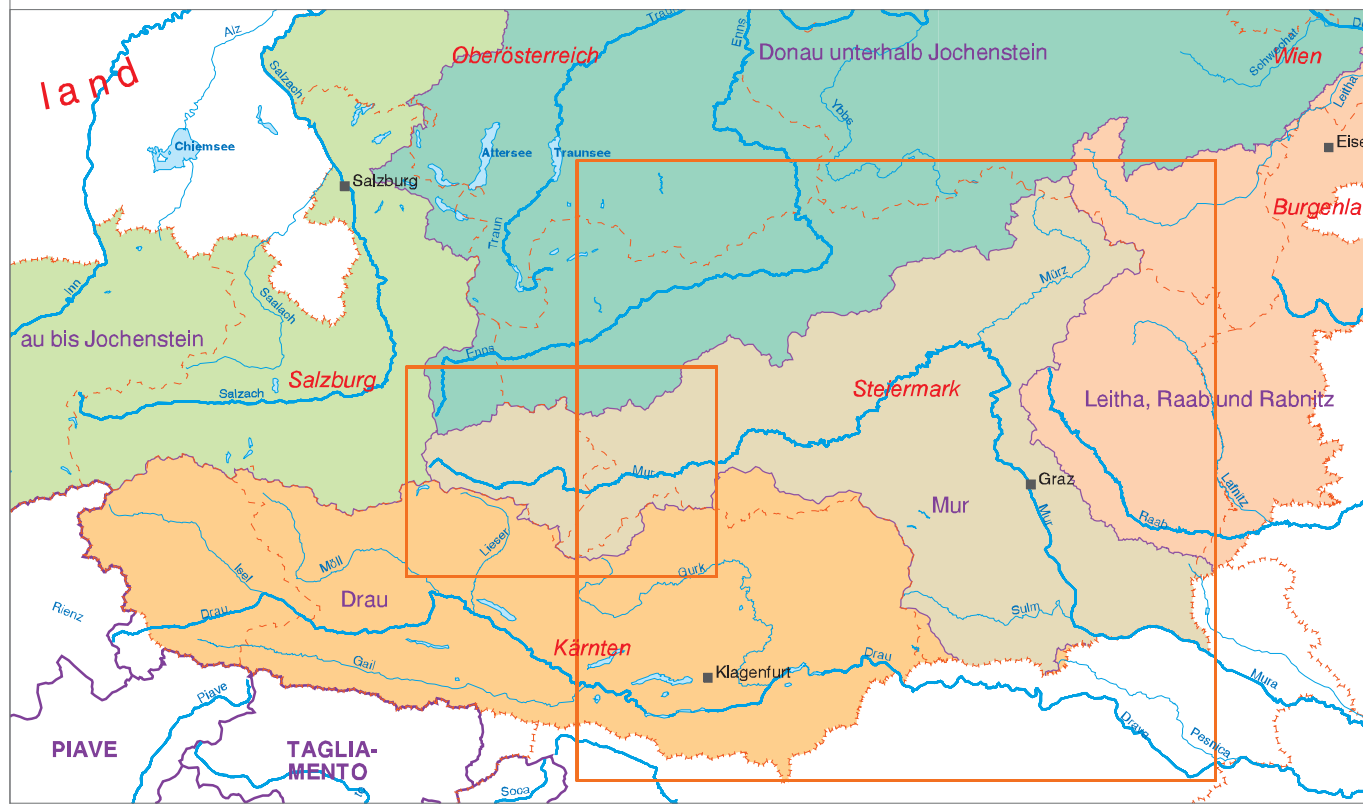 Traun
Enns
D
Alz
Oberösterreich
Donau unterhalb Jochenstein
Schwechat
Wien
land
Salzach
Ybbs
Leitha
Chiemsee
Attersee
Traunsee
Eise
Salzburg
Burgenla
Traun
Inn
Saalach
Mürz
au bis Jochenstein
Enns
Salzburg
Salzach
Steiermark
Leitha, Raab und Rabnitz
Mur
Graz
Lafnitz
Mur
Mur
Raab
Lieser
Möll
Isel
Gurk
Drau
Rienz
Drau
Sulm
Kärnten
Drau
Gail
Klagenfurt
Mura
Piave
Drava
Pesnica
PIAVE
TAGLIA-
MENTO
Soca